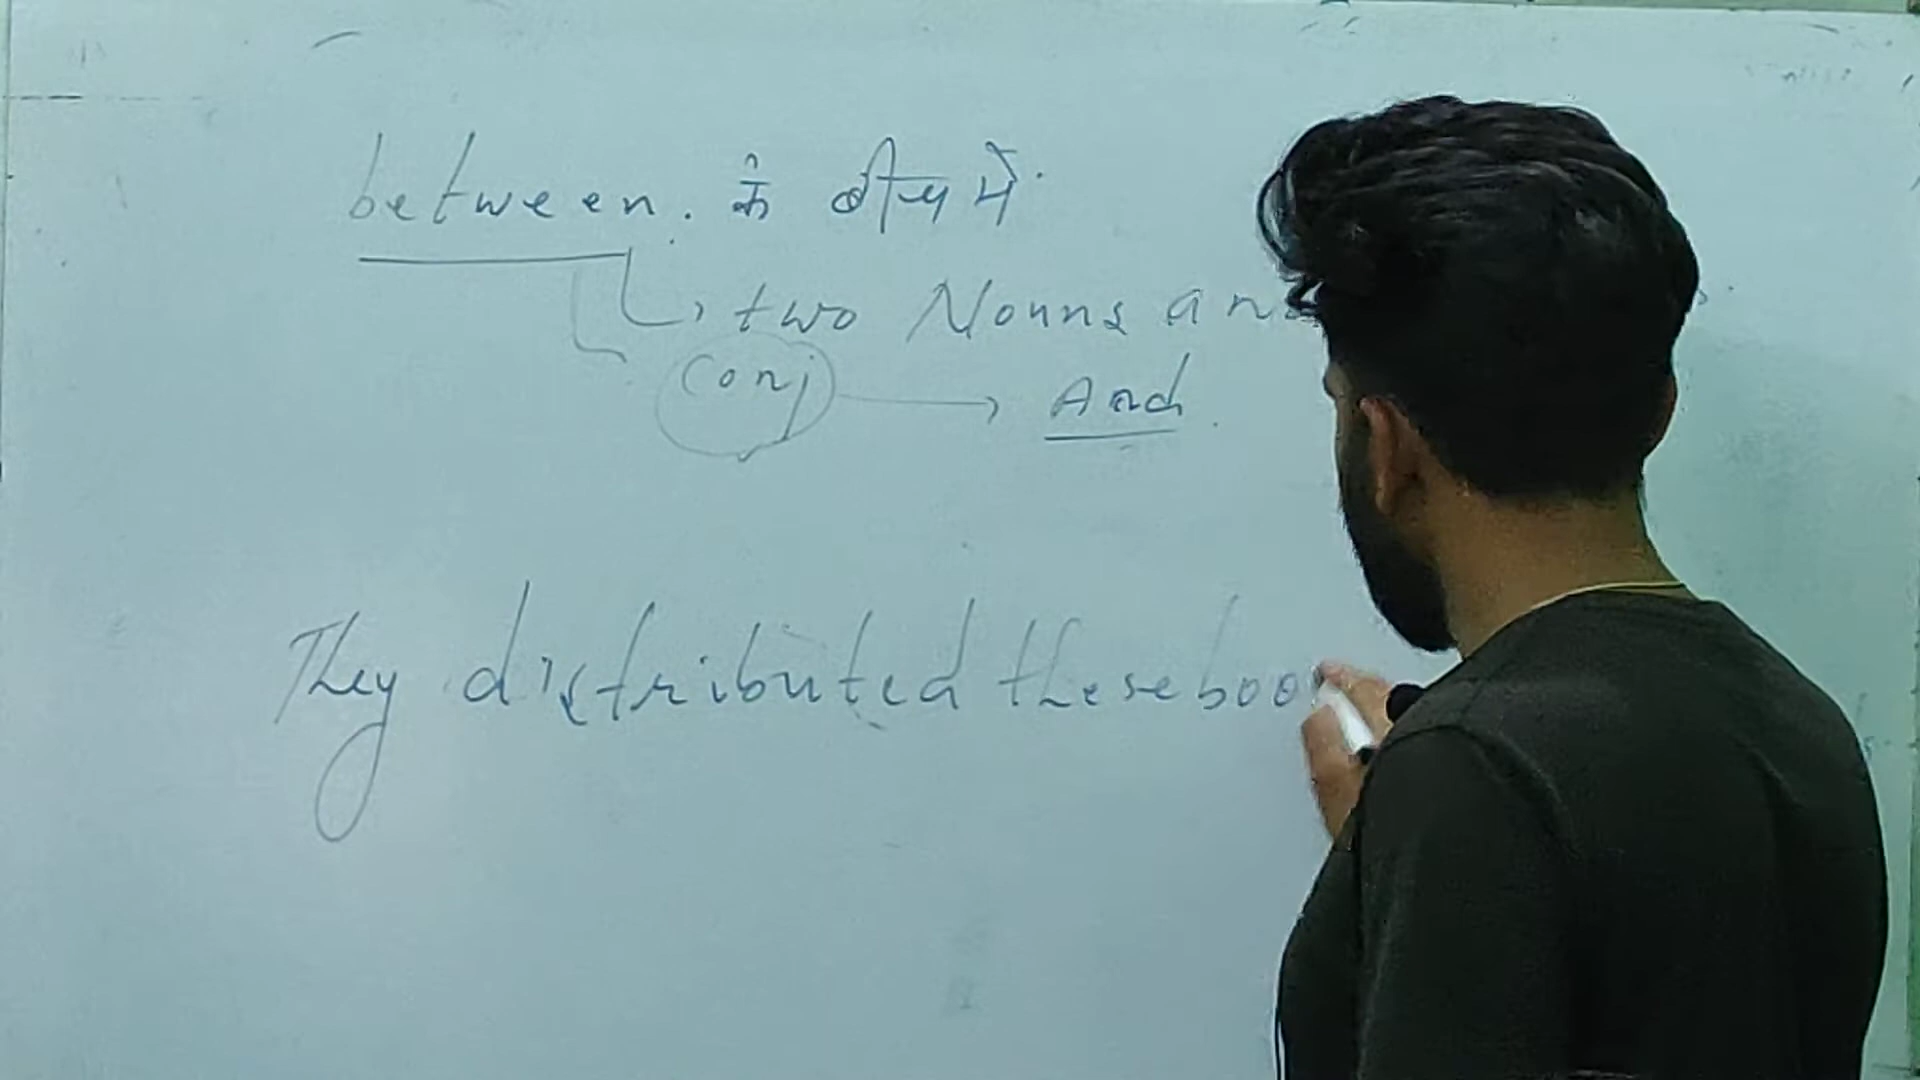 between. के बीच में.
two Nouns an
Conj → And.
They distributed these boo